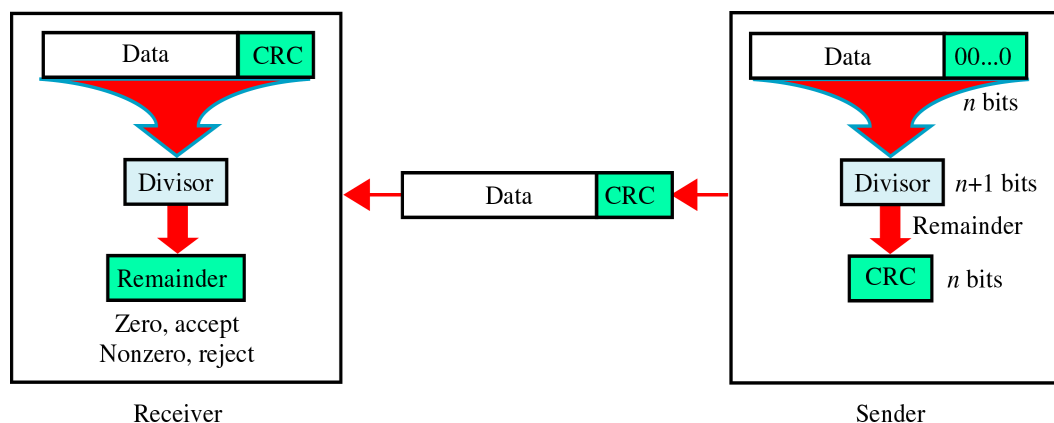 Data CRC
Divisor
Remainder
Zero, accept
Nonzero, reject
Receiver
Data CRC
Data 00...0
n bits
Divisor n+1 bits
Remainder
CRC n bits
Sender